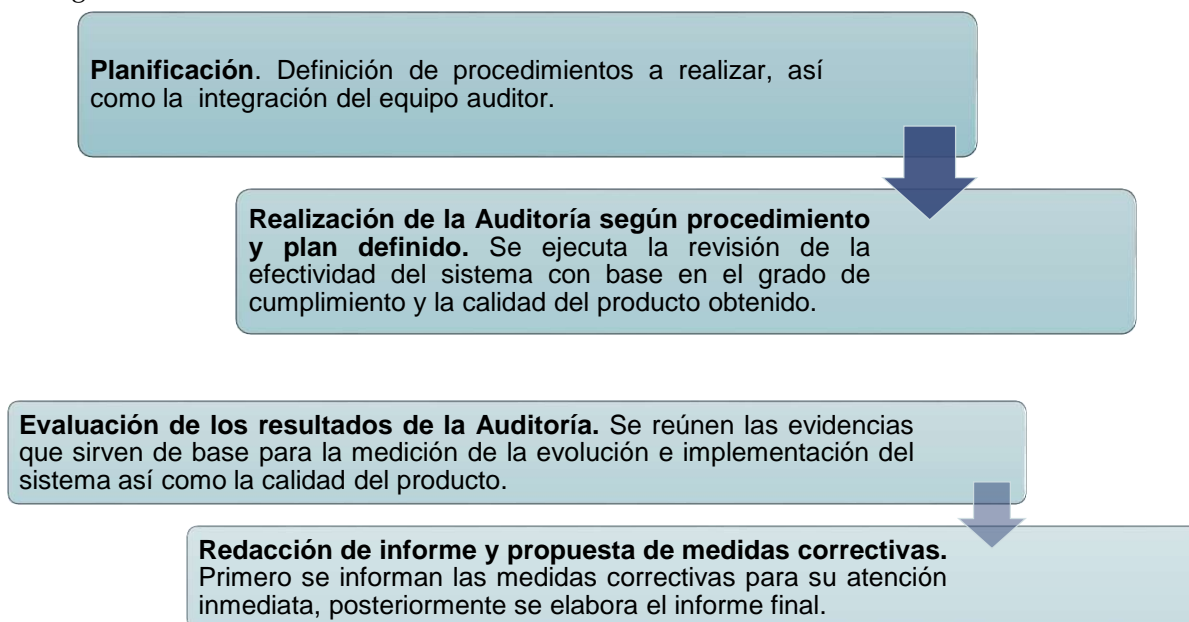 Planificación. Definición de procedimientos a realizar, así
como la integración del equipo auditor.
Realización de la Auditoría según procedimiento
y plan definido. Se ejecuta la revisión de la
efectividad del sistema con base en el grado de
cumplimiento y la calidad del producto obtenido.
Evaluación de los resultados de la Auditoría. Se reúnen las evidencias
que sirven de base para la medición de la evolución e implementación del
sistema así como la calidad del producto.
Redacción de informe y propuesta de medidas correctivas.
Primero se informan las medidas correctivas para su atención
inmediata, posteriormente se elabora el informe final.